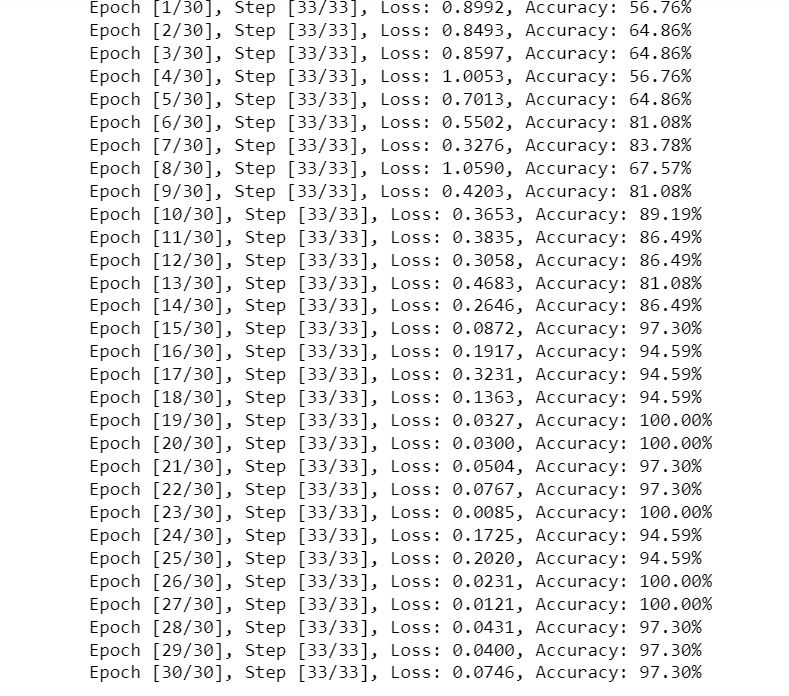 Epoch [1/30], Step [33/33], Loss: 0.8992, Accuracy: 56.76%
Epoch [2/30], Step [33/33], Loss: 0.8493, Accuracy: 64.86%
Epoch [3/30], Step [33/33], Loss: 0.8597, Accuracy: 64.86%
Epoch [4/30], Step [33/33], Loss: 1.0053, Accuracy: 56.76%
Epoch [5/30], Step [33/33], Loss: 0.7013, Accuracy: 64.86%
Epoch [6/30], Step [33/33], Loss: 0.5502, Accuracy: 81.08%
Epoch [7/30], Step [33/33], Loss: 0.3276, Accuracy: 83.78%
Epoch [8/30], Step [33/33], Loss: 1.0590, Accuracy: 67.57%
Epoch [9/30], Step [33/33], Loss: 0.4203, Accuracy: 81.08%
Epoch [10/30], Step [33/33], Loss: 0.3653, Accuracy: 89.19%
Epoch [11/30], Step [33/33], Loss: 0.3835, Accuracy: 86.49%
Epoch [12/30], Step [33/33], Loss: 0.3058, Accuracy: 86.49%
Epoch [13/30], Step [33/33], Loss: 0.4683, Accuracy: 81.08%
Epoch [14/30], Step [33/33], Loss: 0.2646, Accuracy: 86.49%
Epoch [15/30], Step [33/33], Loss: 0.0872, Accuracy: 97.30%
Epoch [16/30], Step [33/33], Loss: 0.1917, Accuracy: 94.59%
Epoch [17/30], Step [33/33], Loss: 0.3231, Accuracy: 94.59%
Epoch [18/30], Step [33/33], Loss: 0.1363, Accuracy: 94.59%
Epoch [19/30], Step [33/33], Loss: 0.0327, Accuracy: 100.00%
Epoch [20/30], Step [33/33], Loss: 0.0300, Accuracy: 100.00%
Epoch [21/30], Step [33/33], Loss: 0.0504, Accuracy: 97.30%
Epoch [22/30], Step [33/33], Loss: 0.0767, Accuracy: 97.30%
Epoch [23/30], Step [33/33], Loss: 0.0085, Accuracy: 100.00%
Epoch [24/30], Step [33/33], Loss: 0.1725, Accuracy: 94.59%
Epoch [25/30], Step [33/33], Loss: 0.2020, Accuracy: 94.59%
Epoch [26/30], Step [33/33], Loss: 0.0231, Accuracy: 100.00%
Epoch [27/30], Step [33/33], Loss: 0.0121, Accuracy: 100.00%
Epoch [28/30], Step [33/33], Loss: 0.0431, Accuracy: 97.30%
Epoch [29/30], Step [33/33], Loss: 0.0400, Accuracy: 97.30%
Epoch [30/30], Step [33/33], Loss: 0.0746, Accuracy: 97.30%